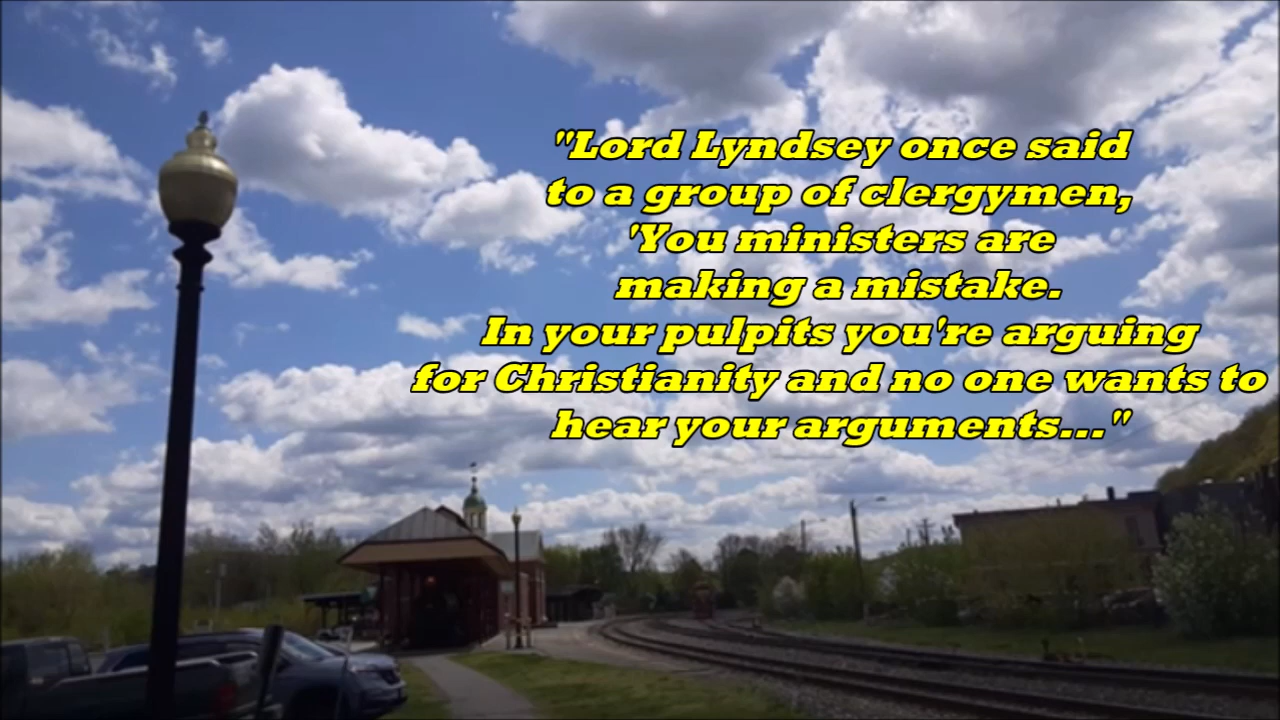 "Lord Lyndsey once said
to a group of clergymen,
'You ministers are
making a mistake.
In your pulpits you're arguing
for Christianity and no one wants to
hear your arguments..."